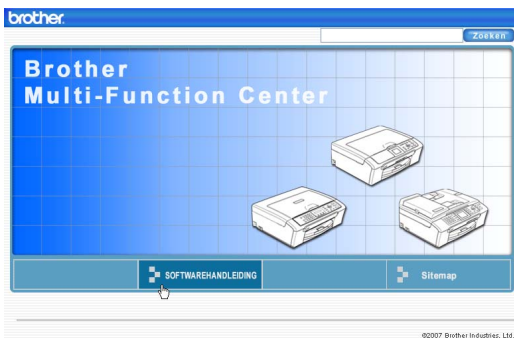 brother.
Zoeken
Brother
Multi-Function Center
SOFTWAREHANDLEIDING
Sitemap
©2007 Brother Industries, Ltd.